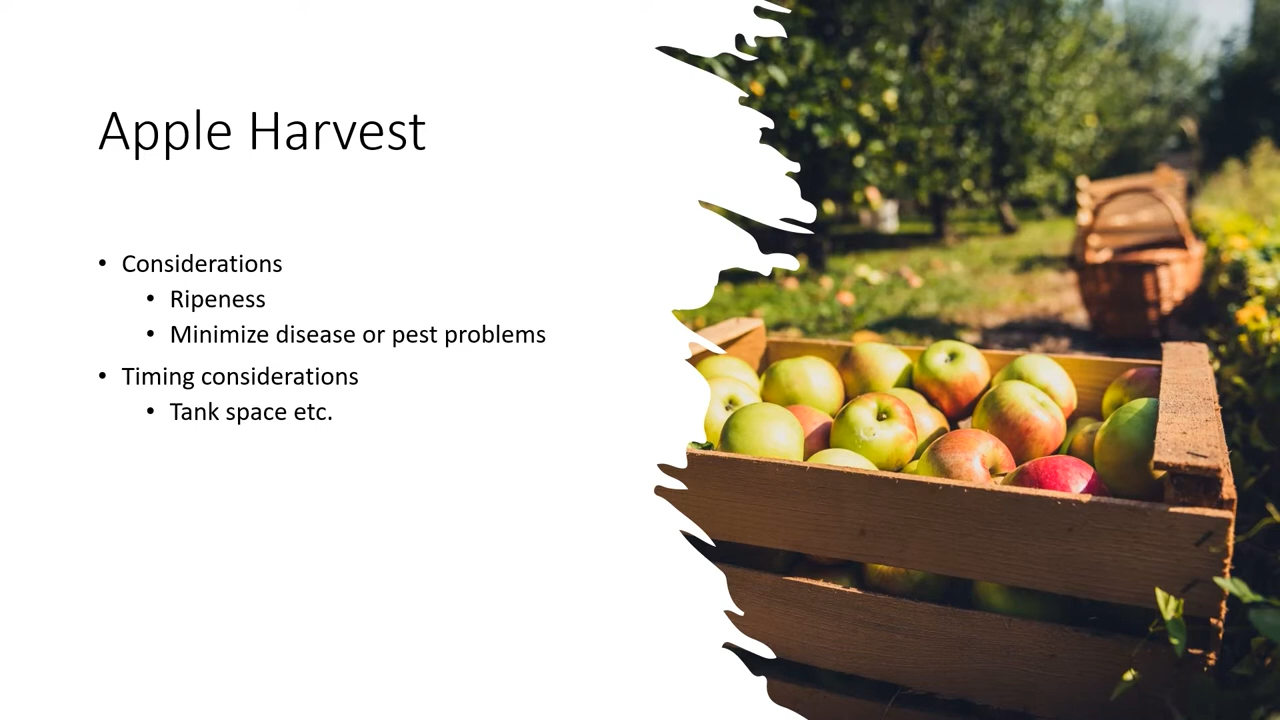 Apple Harvest
• Considerations
• Ripeness
• Minimize disease or pest problems
• Timing considerations
• Tank space etc.